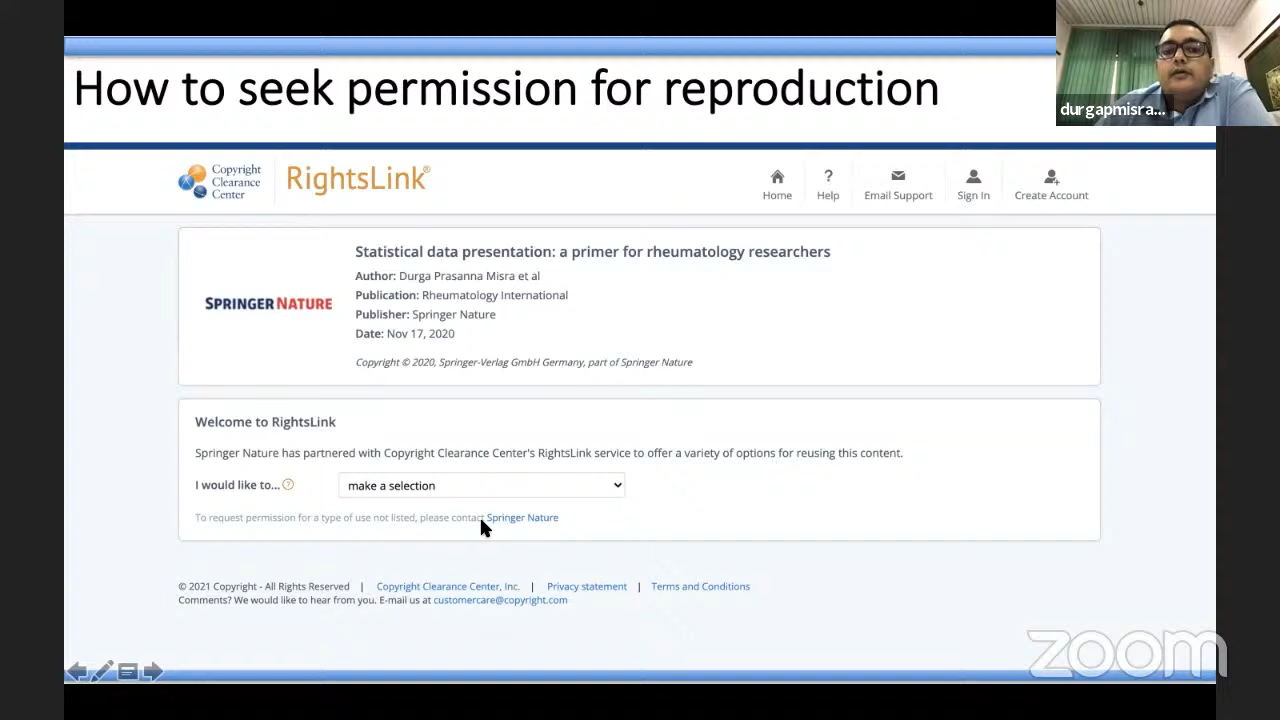 How to seek permission for reproduction
durgapmisra...
Copyright
Clearance
Center
RightsLink®
Home
?
Help
Email Support
Sign In
Create Account
Statistical data presentation: a primer for rheumatology researchers
Author: Durga Prasanna Misra et al
SPRINGER NATURE
Publication: Rheumatology International
Publisher: Springer Nature
Date: Nov 17, 2020
Copyright © 2020, Springer-Verlag GmbH Germany, part of Springer Nature
Welcome to RightsLink
Springer Nature has partnered with Copyright Clearance Center's RightsLink service to offer a variety of options for reusing this content.
I would like to... ? make a selection
To request permission for a type of use not listed, please contact Springer Nature
© 2021 Copyright - All Rights Reserved | Copyright Clearance Center, Inc. | Privacy statement | Terms and Conditions
Comments? We would like to hear from you. E-mail us at customercare@copyright.com
zoom